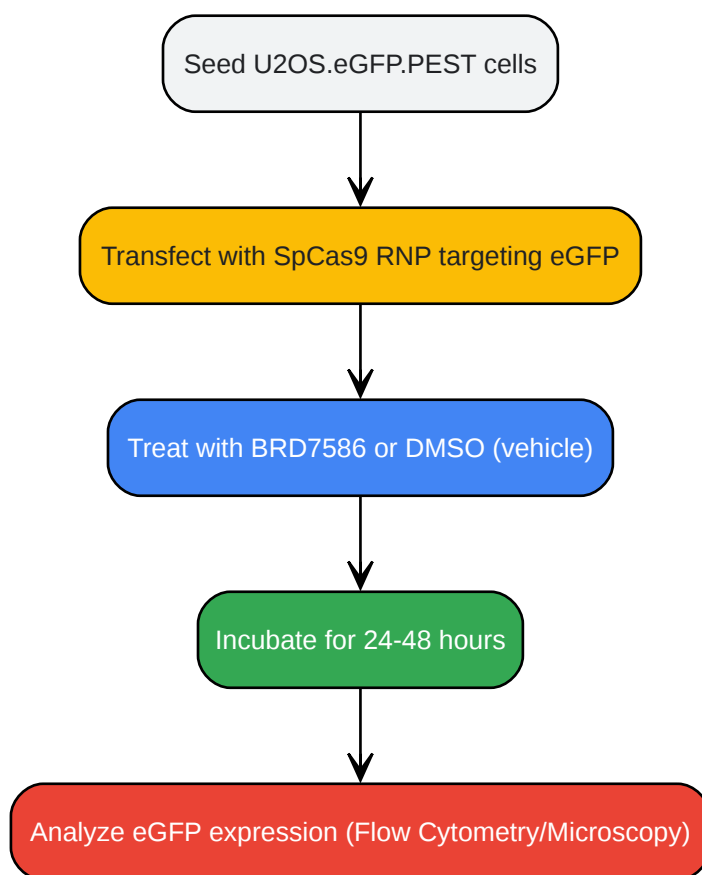 Seed U2OS.eGFP.PEST cells
Transfect with SpCas9 RNP targeting eGFP
Treat with BRD7586 or DMSO (vehicle)
Incubate for 24-48 hours
Analyze eGFP expression (Flow Cytometry/Microscopy)